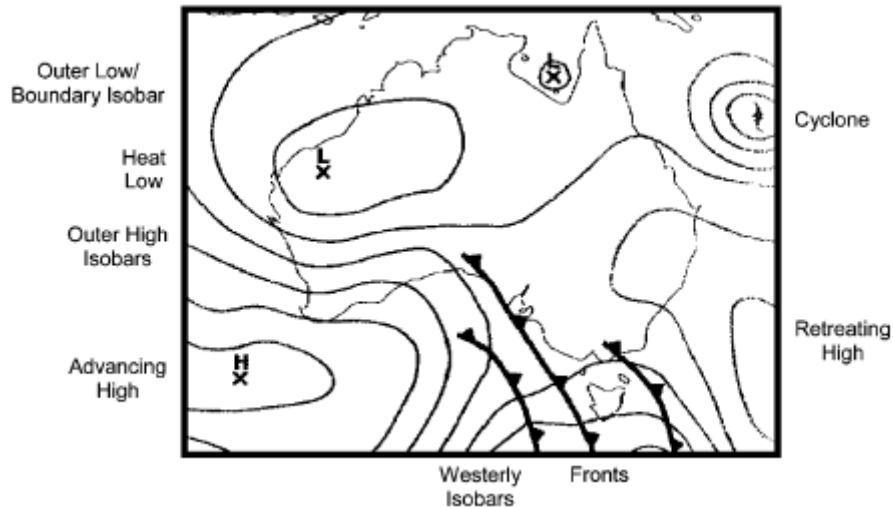 Outer Low/
Boundary Isobar
Heat
Low
Outer High
Isobars
Advancing
High
L
L
H
Cyclone
Retreating
High
Westerly
Isobars
Fronts